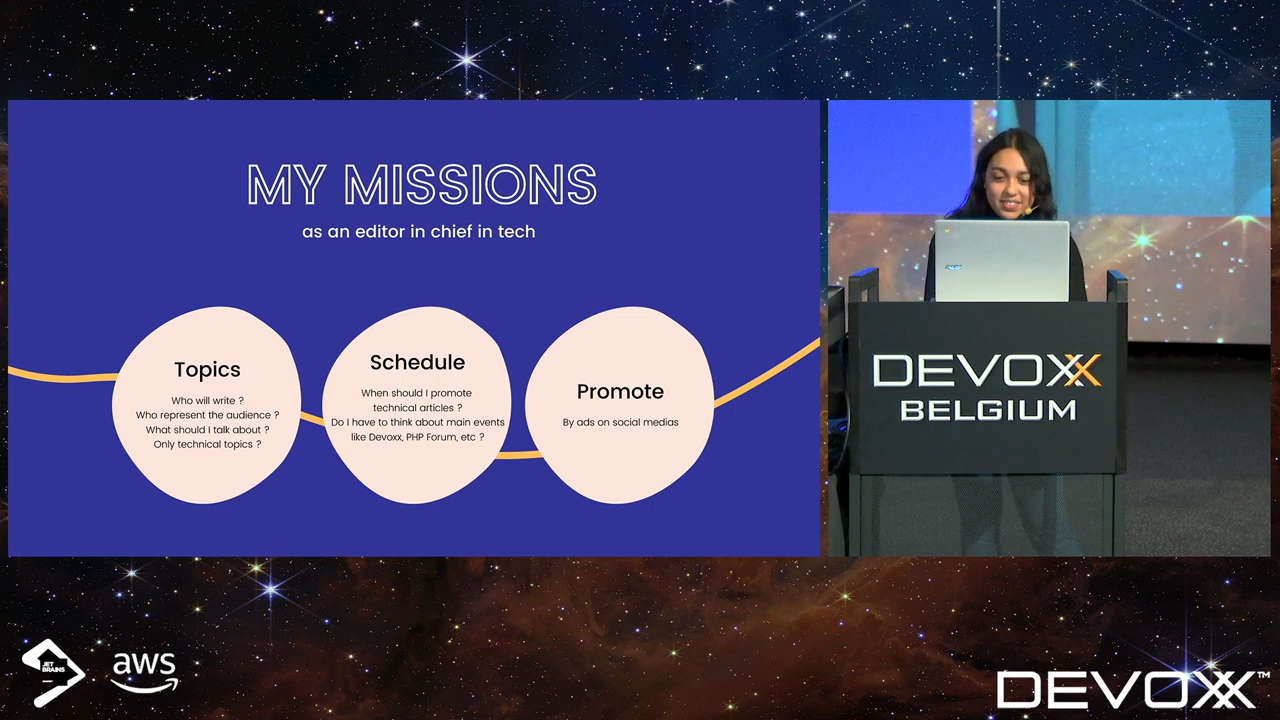 MY MISSIONS
as an editor in chief in tech
Topics
Who will write ?
Who represent the audience ?
What should I talk about ?
Only technical topics ?
Schedule
When should I promote
technical articles ?
Do I have to think about main events
like Devoxx, PHP Forum, etc ?
Promote
By ads on social medias
acer
DEVOXX
BELGIUM
JET
BRAINS
aws
DEVOXX™